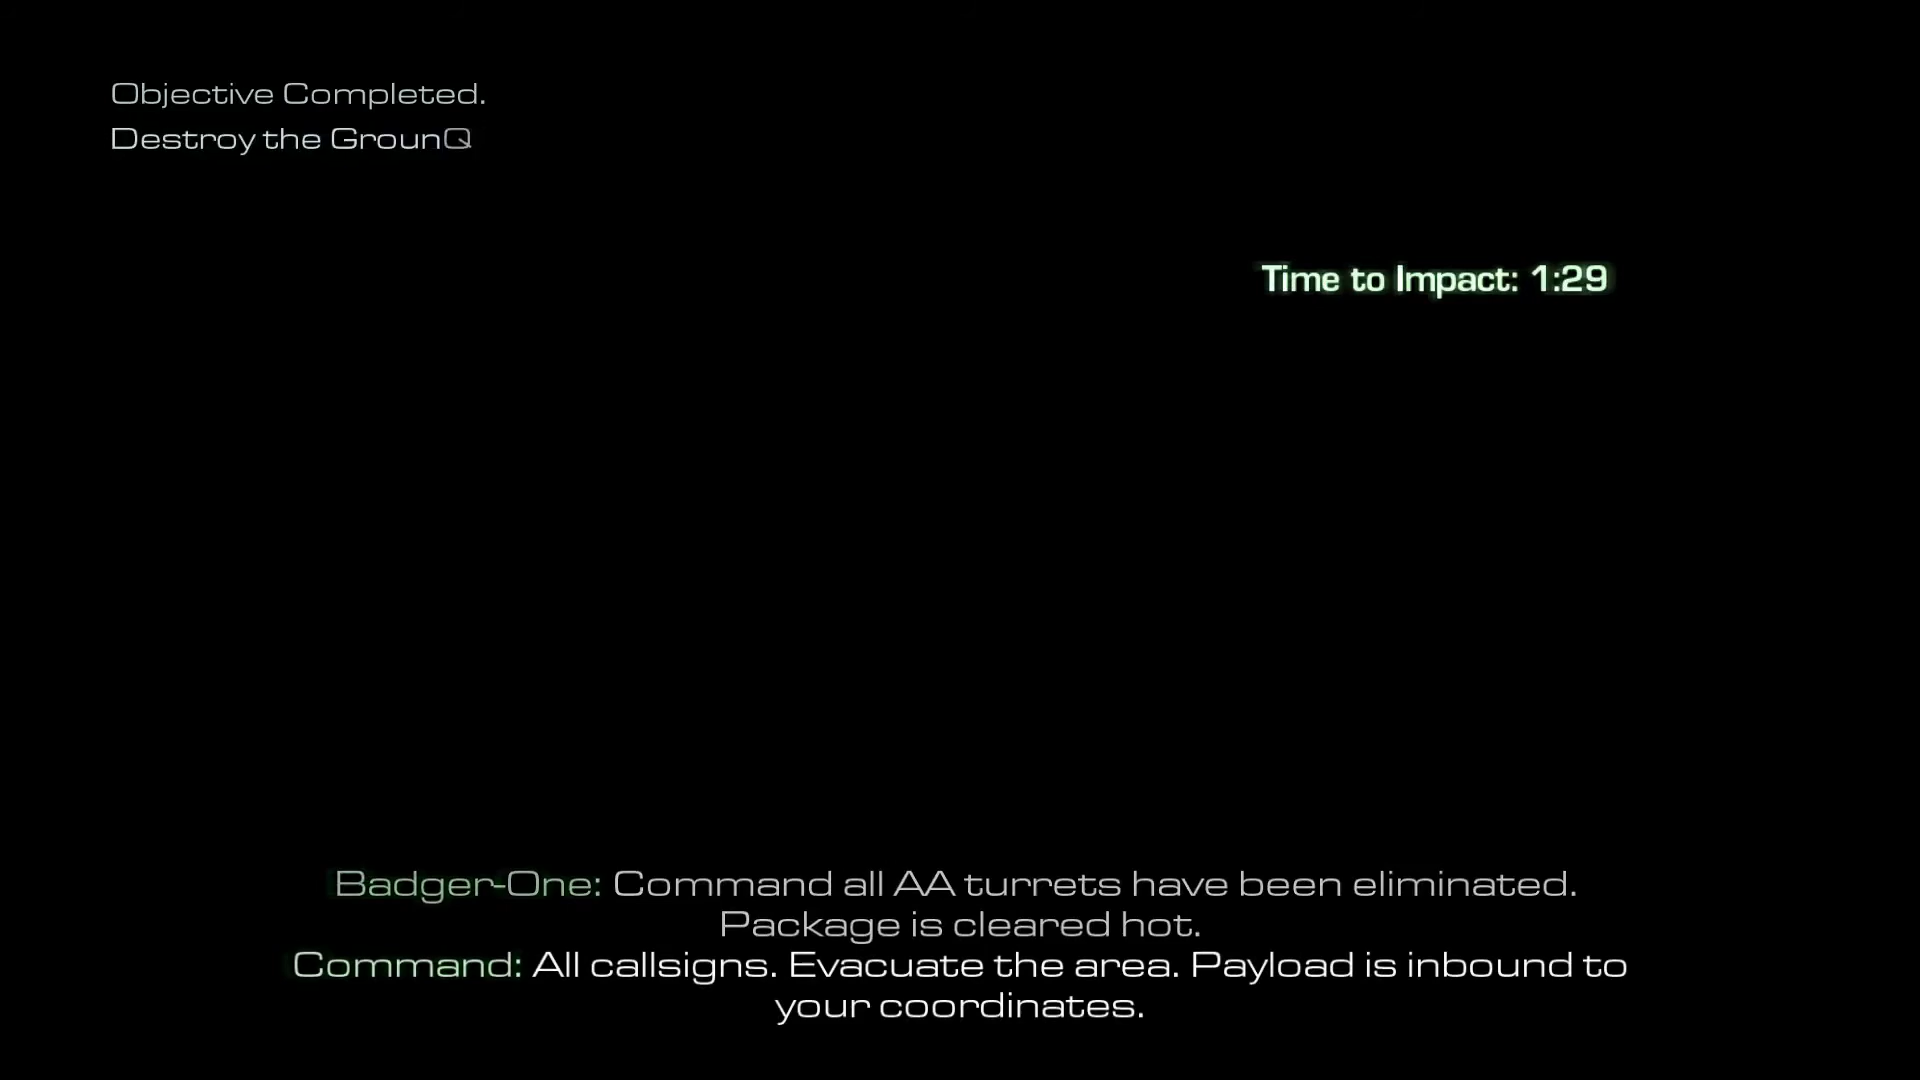 Objective Completed.
Destroy the GrounQ
Time to Impact: 1:29
Badger-One: Command all AA turrets have been eliminated.
Package is cleared hot.
Command: All callsigns. Evacuate the area. Payload is inbound to
your coordinates.